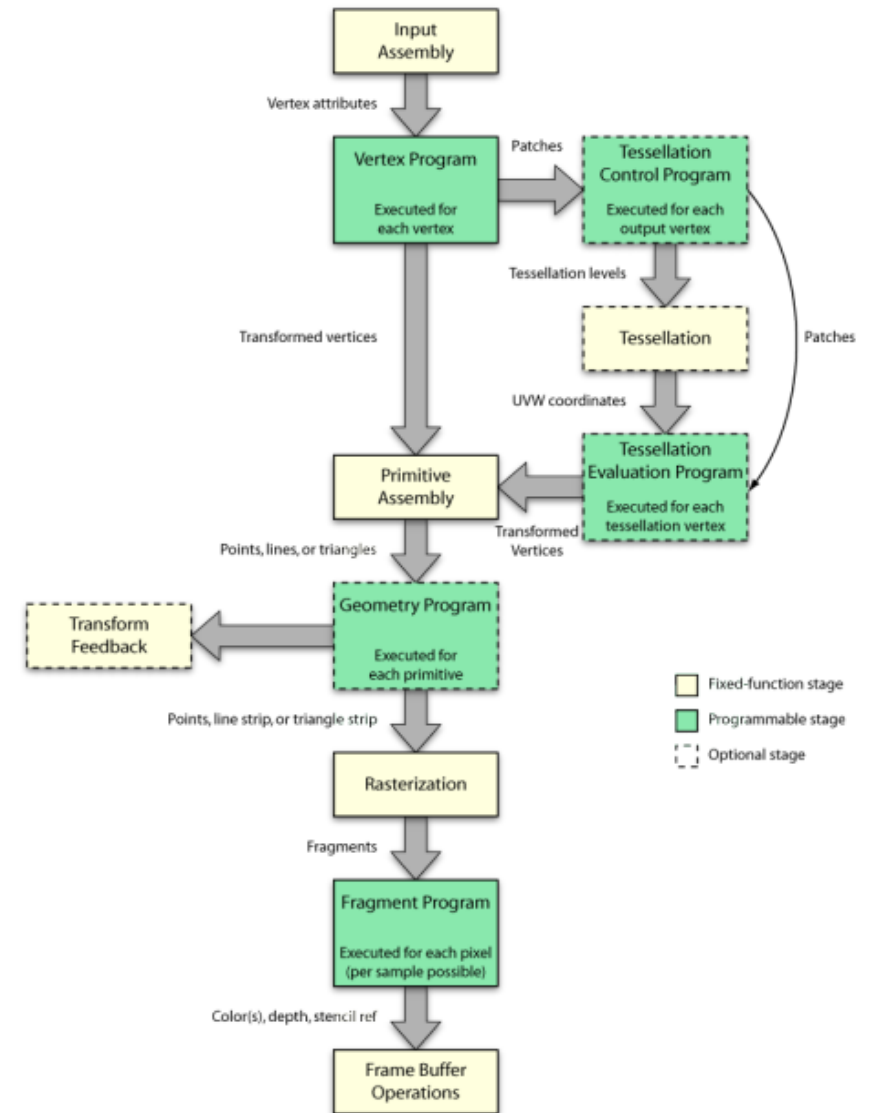 Input
Assembly
Vertex attributes
Vertex Program
Executed for
each vertex
Patches
Tessellation
Control Program
Executed for each
output vertex
Tessellation levels
Transformed vertices
Tessellation
Patches
UVW coordinates
Tessellation
Evaluation Program
Executed for each
tessellation vertex
Primitive
Assembly
Transformed
Vertices
Points, lines, or triangles
Geometry Program
Executed for
each primitive
Transform
Feedback
Points, line strip, or triangle strip
Fixed-function stage
Programmable stage
Optional stage
Rasterization
Fragments
Fragment Program
Executed for each pixel
(per sample possible)
Color(s), depth, stencil ref
Frame Buffer
Operations